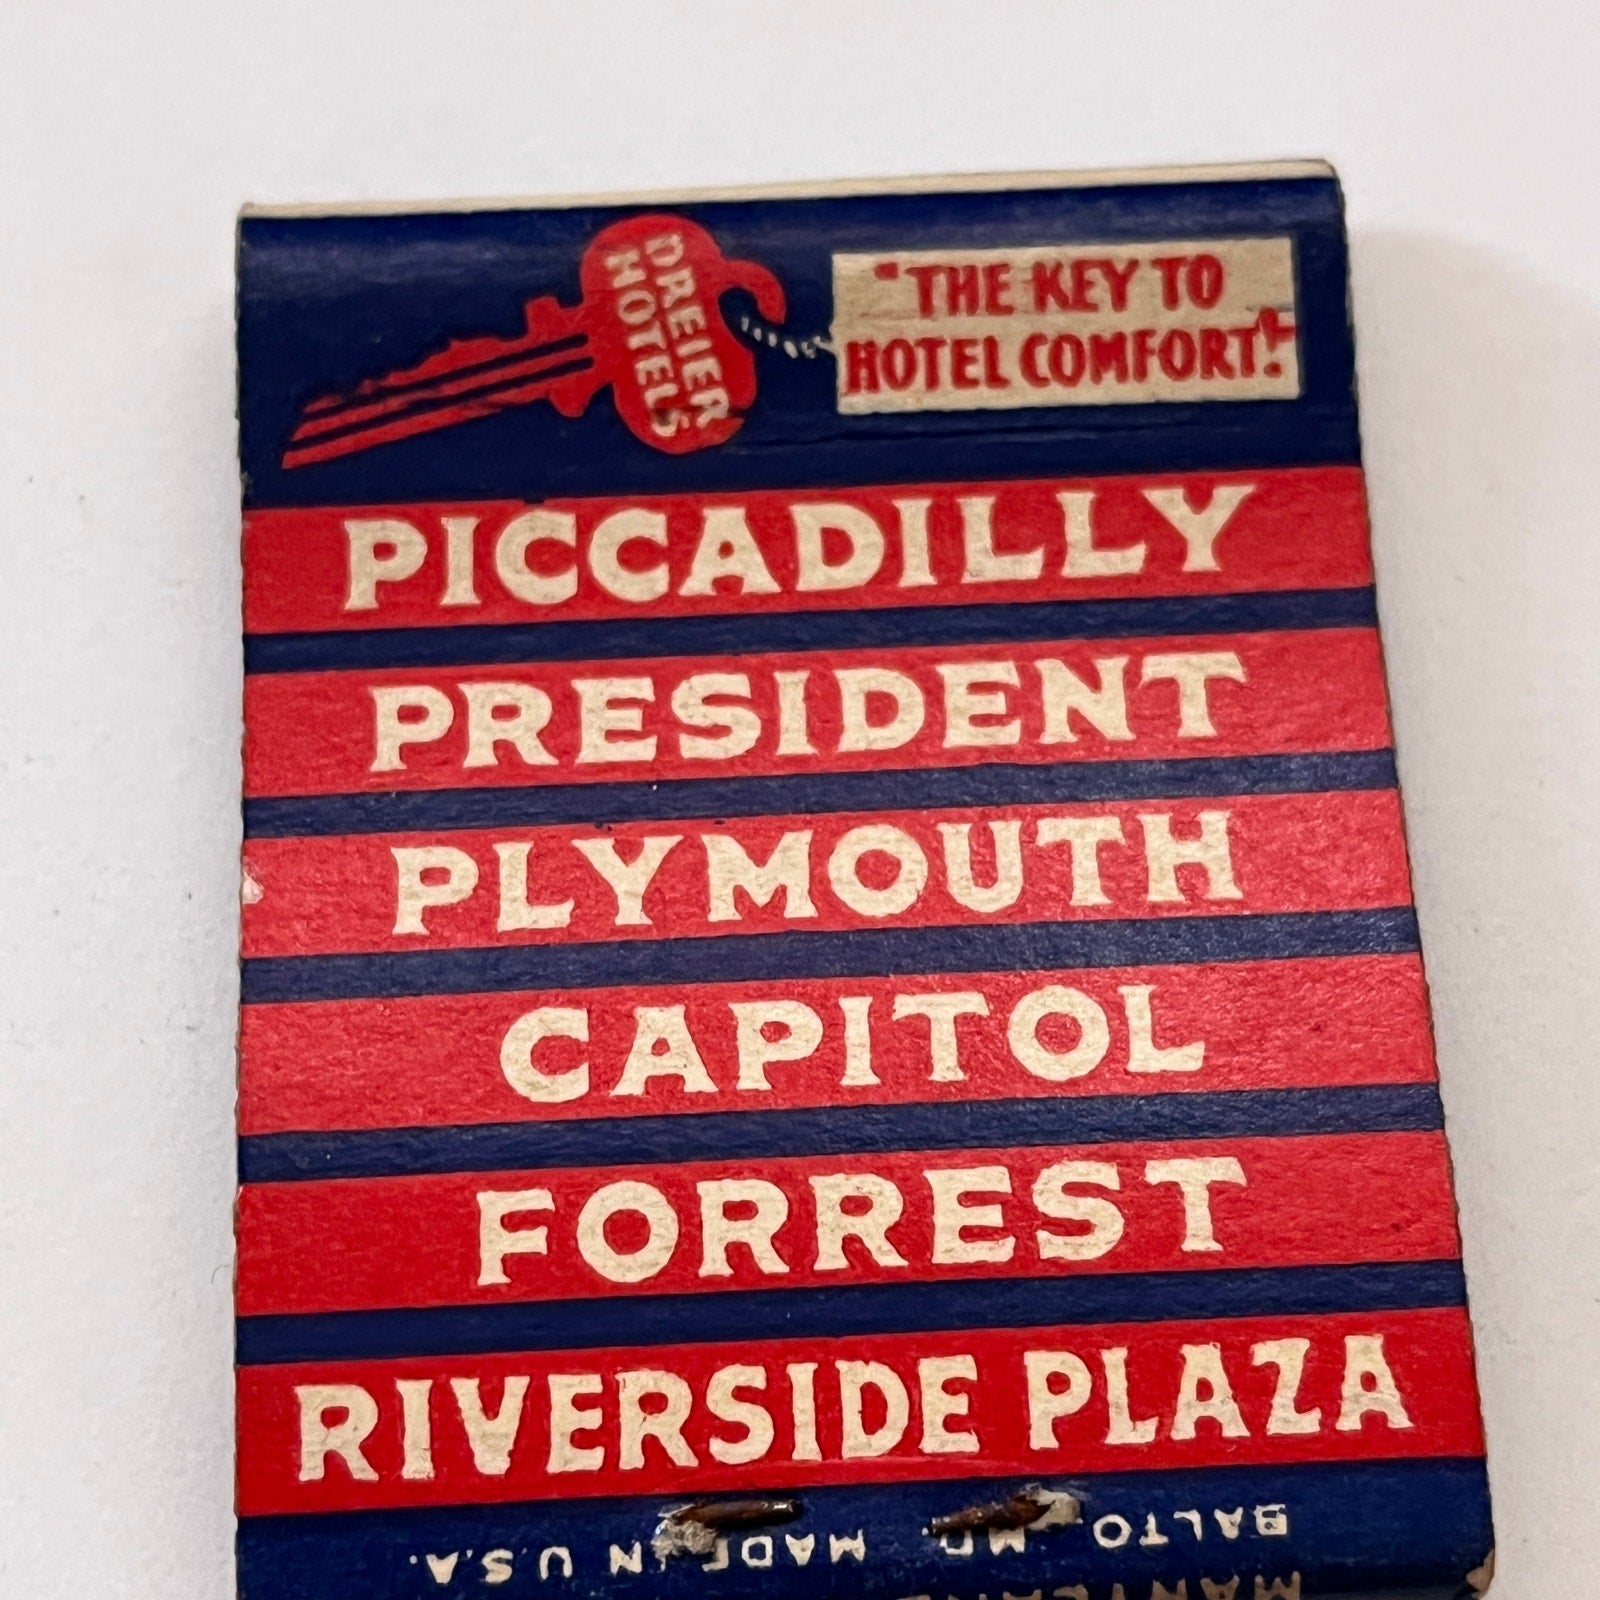 DREIER
HOTELS
"THE KEY TO
HOTEL COMFORT!"
PICCADILLY
PRESIDENT
PLYMOUTH
CAPITOL
FORREST
RIVERSIDE PLAZA
BALTO. MD. MADE IN U.S.A.